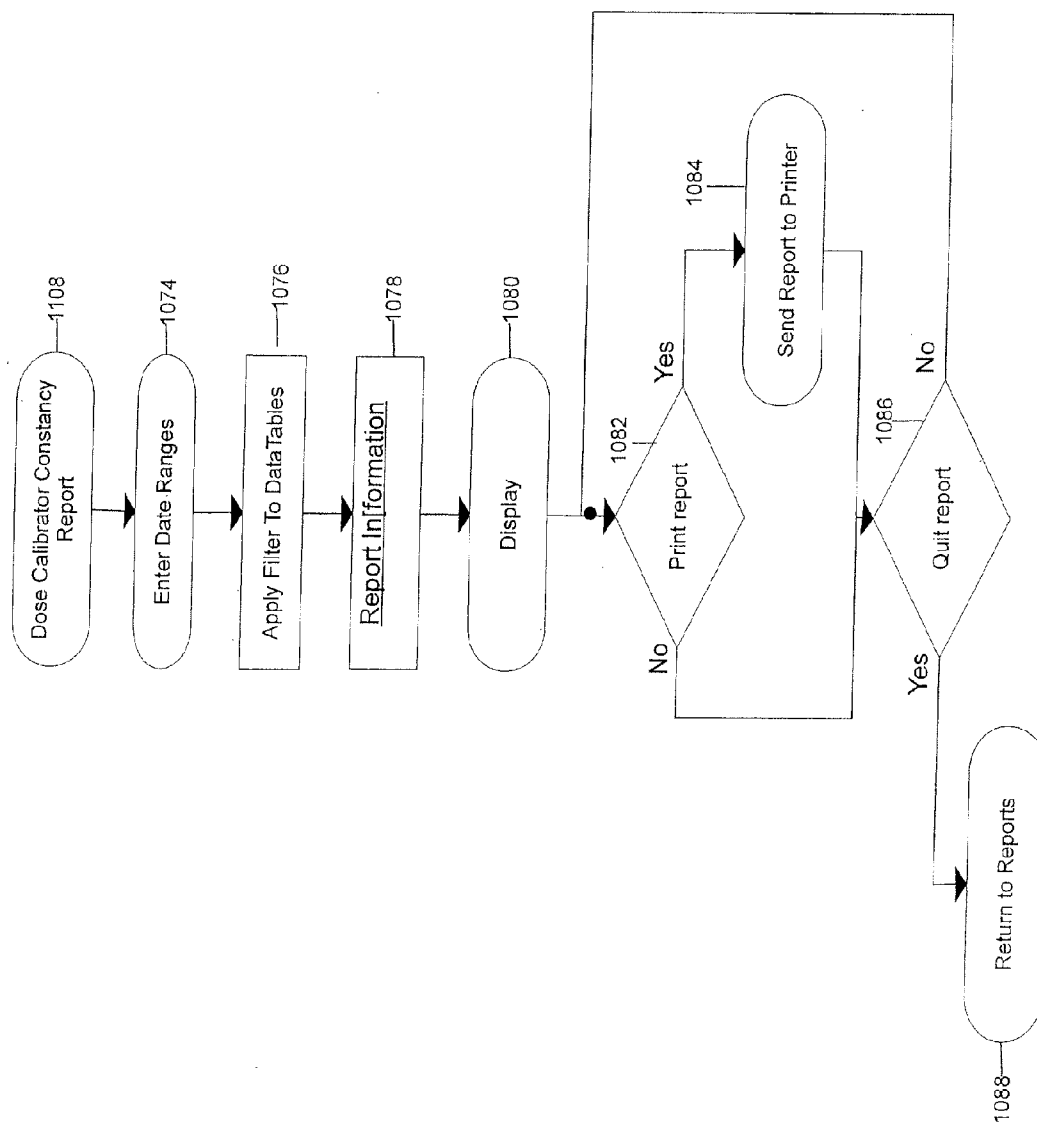 Dose Calibrator Constancy
Report
1108
Enter Date Ranges
1074
Apply Filter To DataTables
1076
Report Information
1078
Display
1080
Print report
1082
Yes
No
Send Report to Printer
1084
Quit report
1086
No
Yes
Return to Reports
1088